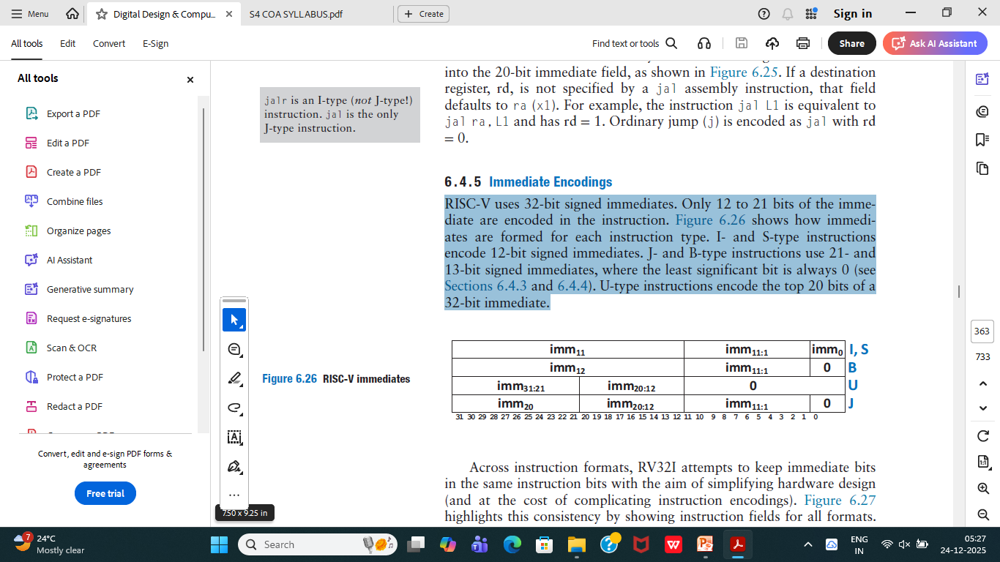 Menu
Digital Design & Compu...
S4 COA SYLLABUS.pdf
Create
Sign in
All tools
Edit
Convert
E-Sign
Find text or tools
Share
Ask AI Assistant
All tools
Export a PDF
Edit a PDF
Create a PDF
Combine files
Organize pages
AI Assistant
Generative summary
Request e-signatures
Scan & OCR
Protect a PDF
Redact a PDF
Convert, edit and e-sign PDF forms &
agreements
Free trial
into the 20-bit immediate field, as shown in Figure 6.25. If a destination
register, rd, is not specified by a jal assembly instruction, that field
defaults to ra (x1). For example, the instruction jal L1 is equivalent to
jal ra, L1 and has rd = 1. Ordinary jump (j) is encoded as jal with rd
= 0.
jalr is an I-type (not J-type!)
instruction. jal is the only
J-type instruction.
6.4.5 Immediate Encodings
RISC-V uses 32-bit signed immediates. Only 12 to 21 bits of the imme-
diate are encoded in the instruction. Figure 6.26 shows how immedi-
ates are formed for each instruction type. I- and S-type instructions
encode 12-bit signed immediates. J- and B-type instructions use 21- and
13-bit signed immediates, where the least significant bit is always 0 (see
Sections 6.4.3 and 6.4.4). U-type instructions encode the top 20 bits of a
32-bit immediate.
imm11 imm11:1 imm0 I, S
imm12 imm11:1 0 B
imm31:21 imm20:12 0 U
imm20 imm20:12 imm11:1 0 J
31 30 29 28 27 26 25 24 23 22 21 20 19 18 17 16 15 14 13 12 11 10 9 8 7 6 5 4 3 2 1 0
Figure 6.26 RISC-V immediates
Across instruction formats, RV32I attempts to keep immediate bits
in the same instruction bits with the aim of simplifying hardware design
(and at the cost of complicating instruction encodings). Figure 6.27
highlights this consistency by showing instruction fields for all formats.
7.50 x 9.25 in
363
733
1:1
7
24°C
Mostly clear
Search
ENG
IN
05:27
24-12-2025